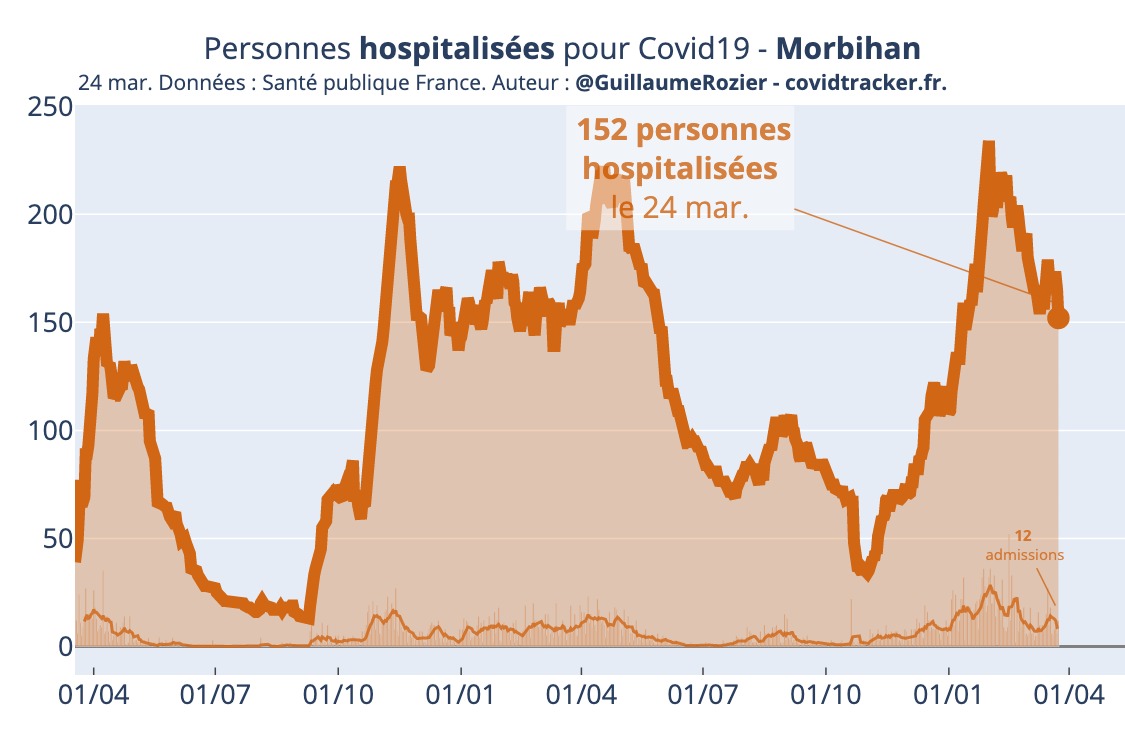 Personnes hospitalisées pour Covid19 - Morbihan
24 mar. Données : Santé publique France. Auteur : @GuillaumeRozier - covidtracker.fr.
250
152 personnes
hospitalisées
le 24 mar.
200
150
100
50
12
admissions
0
01/04 01/07 01/10 01/01 01/04 01/07 01/10 01/01 01/04